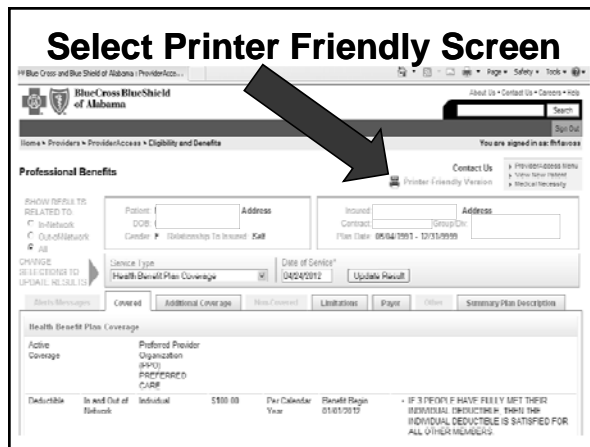 Select Printer Friendly Screen
Blue Cross and Blue Shield of Alabama | ProviderAcce...
Page Safety Tools
BlueCross BlueShield
of Alabama
About Us • Contact Us • Careers • Help
Search
Sign Out
Home > Providers > ProviderAccess > Eligibility and Benefits
You are signed in as:
Professional Benefits
Contact Us
Printer Friendly Version
ProviderAccess Menu
View New Patient
Medical Necessity
SHOW RESULTS
RELATED TO:
In-Network
Out-of-Network
All
Patient:
Address
DOB:
Gender: F Relationship To Insured: Self
Insured:
Address
Contract: Group/Div:
Plan Date: 05/04/1991 - 12/31/9999
CHANGE
SELECTIONS TO
UPDATE RESULTS
Service Type
Health Benefit Plan Coverage
Date of Service*
04/24/2012
Update Result
Alerts/Messages
Covered
Additional Coverage
Non-Covered
Limitations
Payor
Other
Summary Plan Description
Health Benefit Plan Coverage
Active
Coverage
Preferred Provider
Organization
(PPO)
PREFERRED
CARE
Deductible
In and Out of
Network
Individual
$100.00
Per Calendar
Year
Benefit Begin
01/01/2012
IF 3 PEOPLE HAVE FULLY MET THEIR
INDIVIDUAL DEDUCTIBLE, THEN THE
INDIVIDUAL DEDUCTIBLE IS SATISFIED FOR
ALL OTHER MEMBERS.